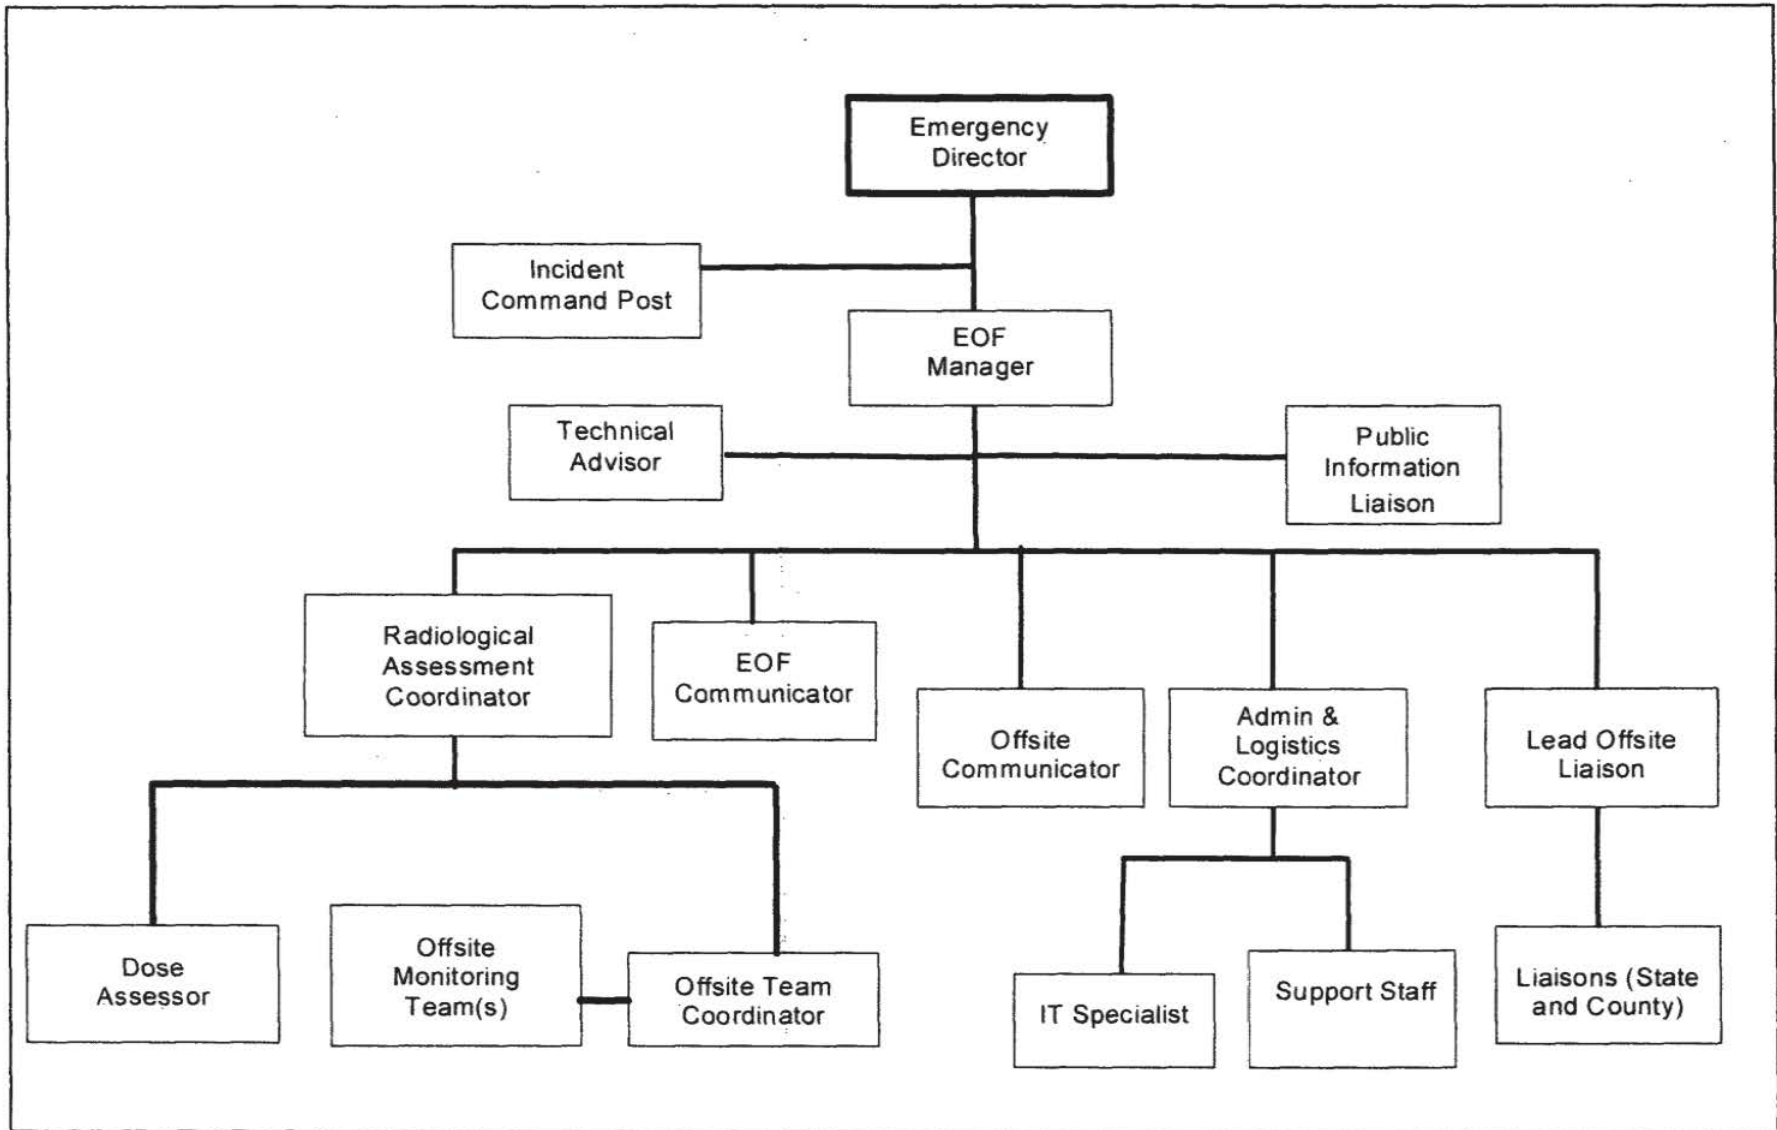 Emergency
Director
Incident
Command Post
EOF
Manager
Technical
Advisor
Public
Information
Liaison
Radiological
Assessment
Coordinator
EOF
Communicator
Offsite
Communicator
Admin &
Logistics
Coordinator
Lead Offsite
Liaison
Dose
Assessor
Offsite
Monitoring
Team(s)
Offsite Team
Coordinator
IT Specialist
Support Staff
Liaisons (State
and County)